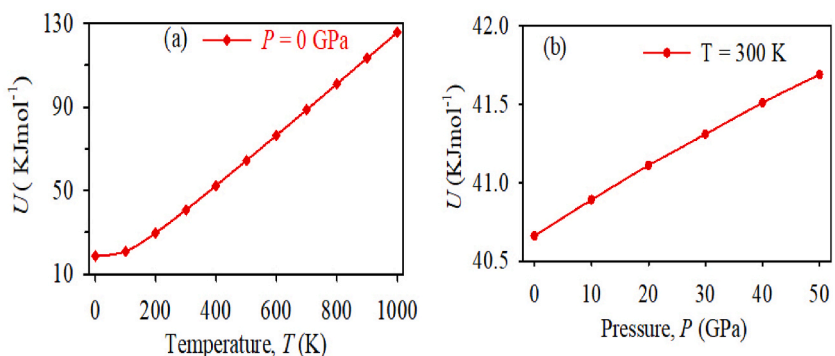 (a)
P = 0 GPa
U ( KJmol⁻¹)
130
90
50
10
0 200 400 600 800 1000
Temperature, T (K)
(b)
T = 300 K
U (KJmol⁻¹)
42.0
41.5
41.0
40.5
0 10 20 30 40 50
Pressure, P (GPa)